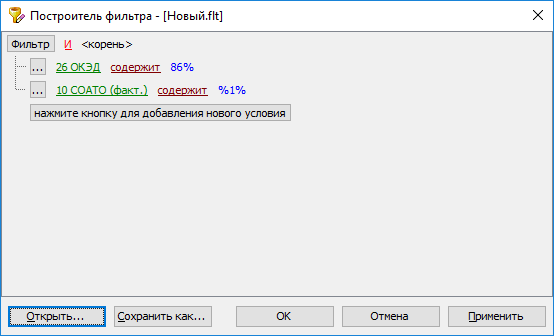 Построитель фильтра - [Новый.flt]
Фильтр И <корень>
... 26 ОКЭД содержит 86%
... 10 СОАТО (факт.) содержит %1%
нажмите кнопку для добавления нового условия
Открыть... Сохранить как... ОК Отмена Применить